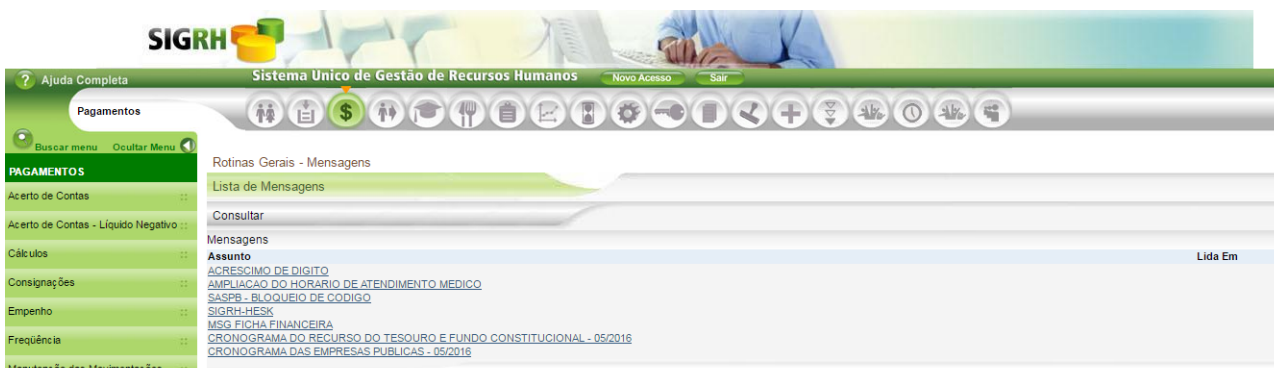 SIGRH
? Ajuda Completa
Sistema Unico de Gestão de Recursos Humanos
Novo Acesso
Sair
Pagamentos
Buscar menu
Ocultar Menu
PAGAMENTOS
Acerto de Contas
Acerto de Contas - Líquido Negativo
Cálculos
Consignações
Empenho
Freqüência
Manutenção das Movimentações
Rotinas Gerais - Mensagens
Lista de Mensagens
Consultar
Mensagens
Assunto Lida Em
ACRESCIMO DE DIGITO
AMPLIACAO DO HORARIO DE ATENDIMENTO MEDICO
SASPB - BLOQUEIO DE CODIGO
SIGRH-HESK
MSG FICHA FINANCEIRA
CRONOGRAMA DO RECURSO DO TESOURO E FUNDO CONSTITUCIONAL - 05/2016
CRONOGRAMA DAS EMPRESAS PUBLICAS - 05/2016